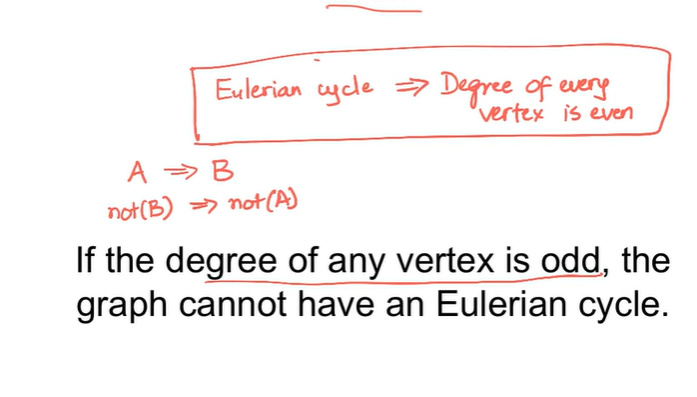 Eulerian cycle ⇒ Degree of every
vertex is even
A ⇒ B
not(B) ⇒ not(A)
If the degree of any vertex is odd, the
graph cannot have an Eulerian cycle.